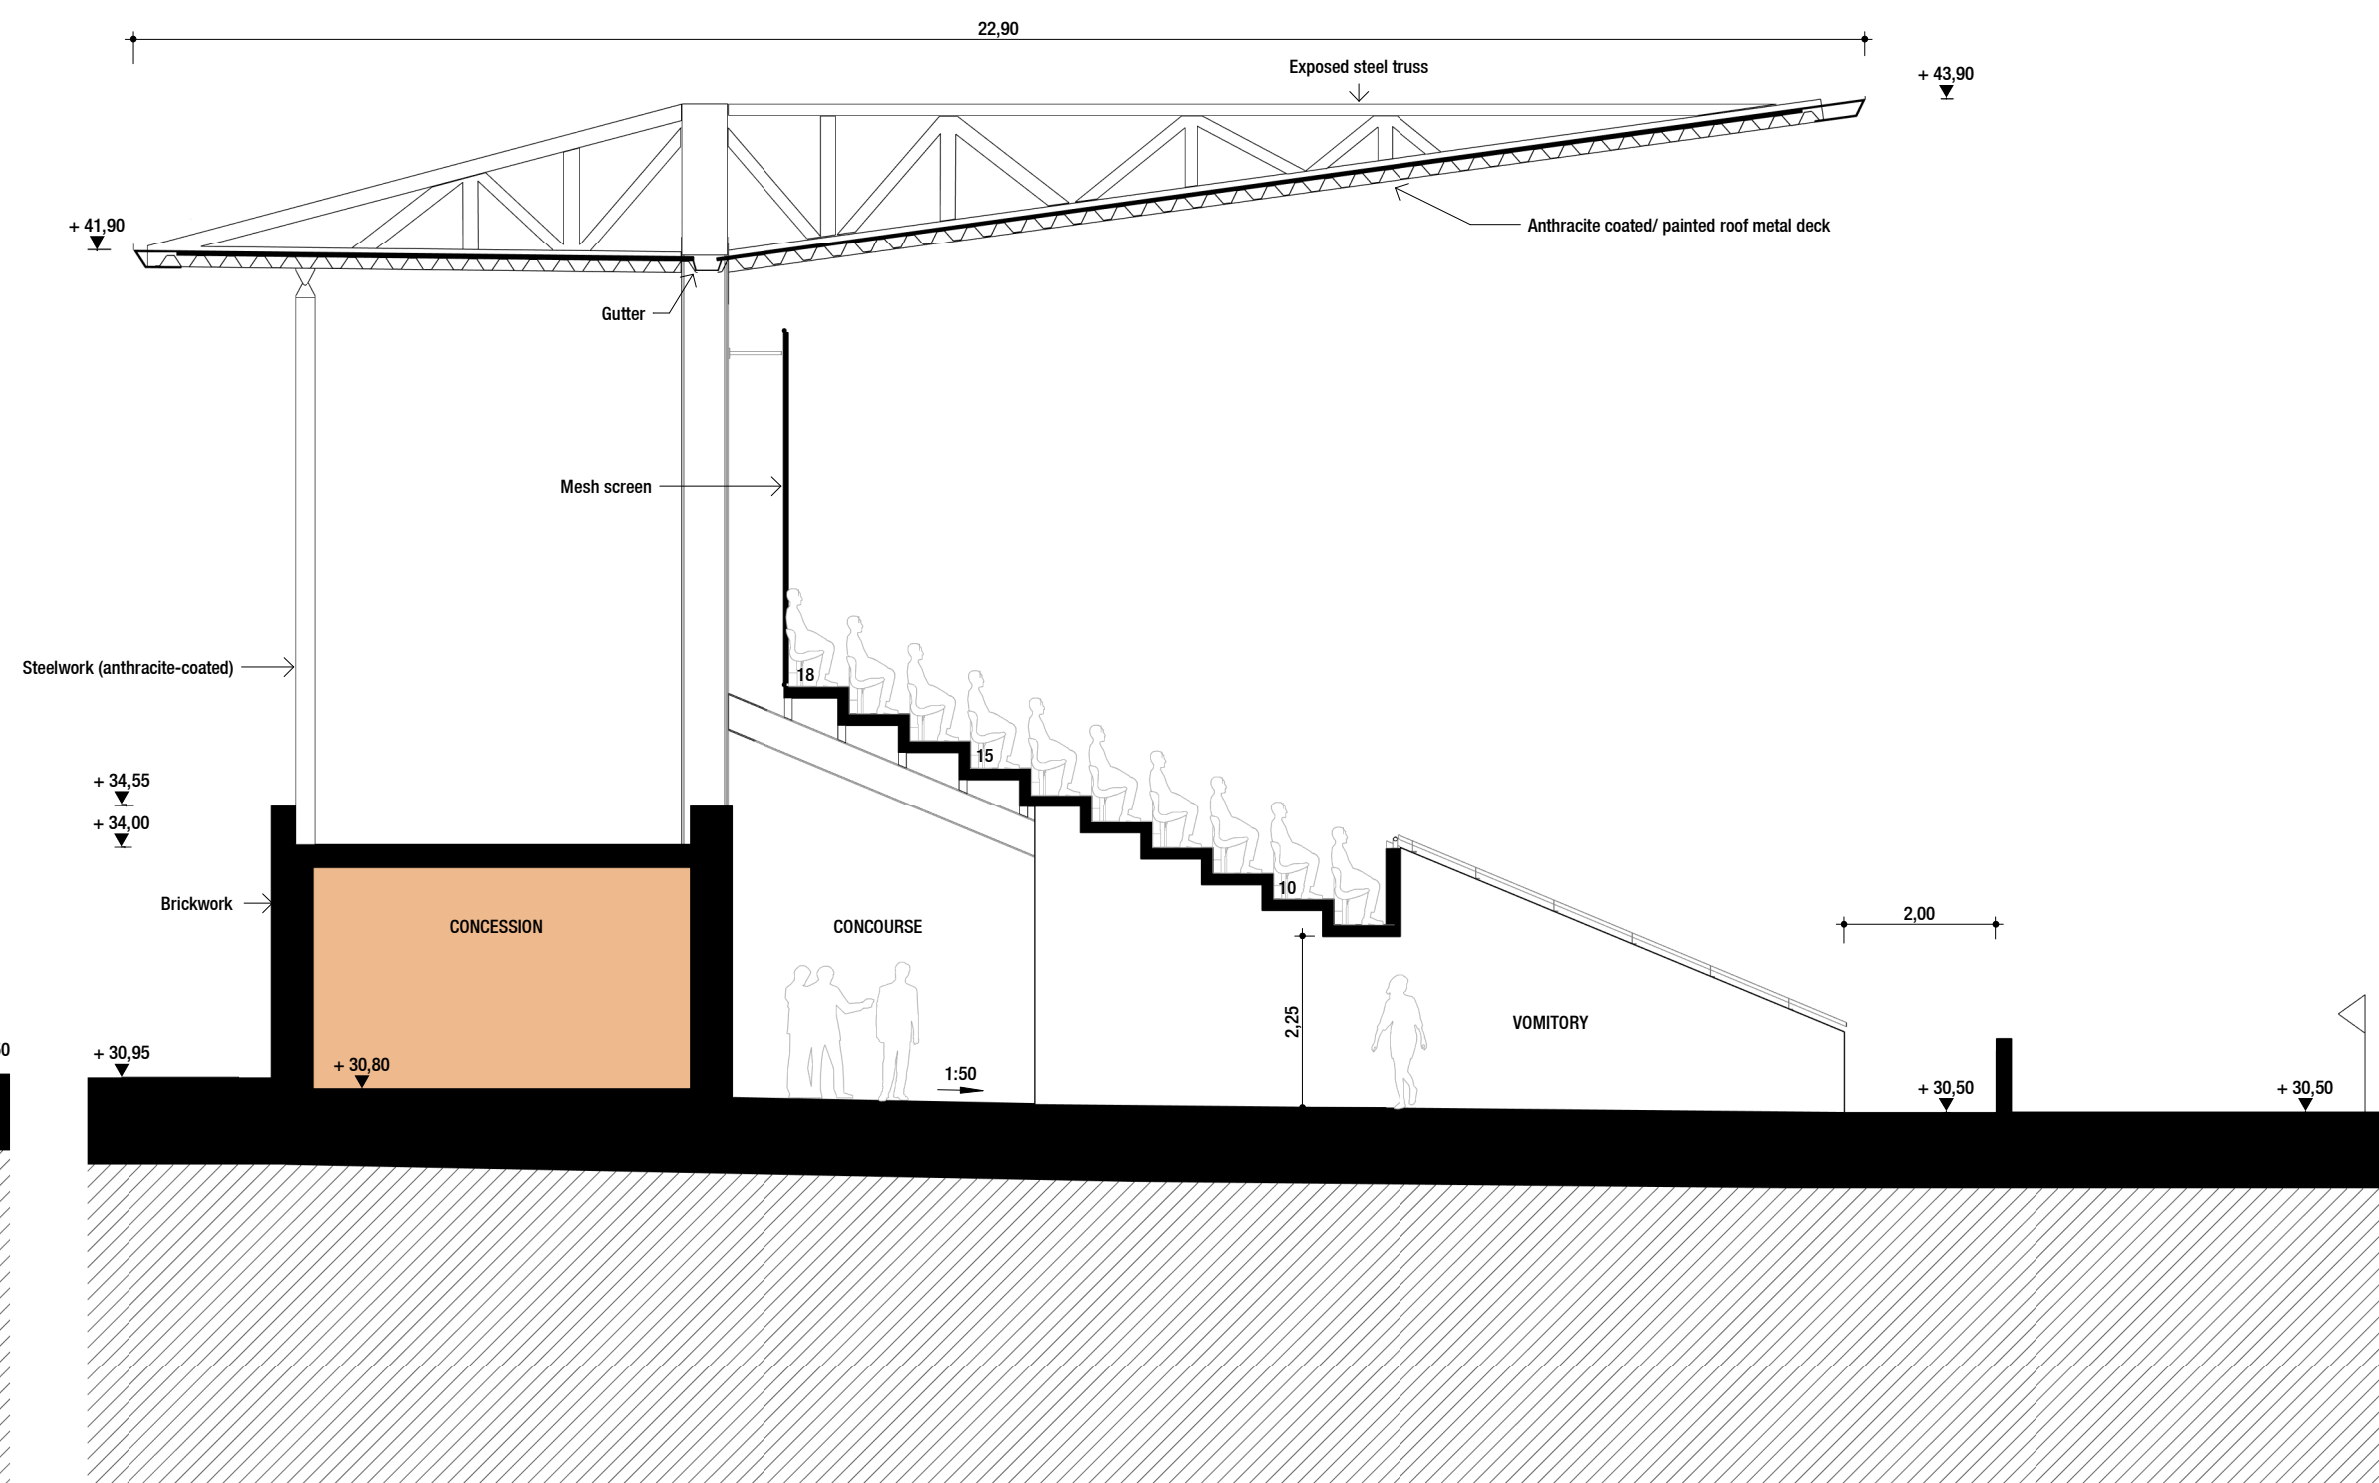 22,90
Exposed steel truss
+ 43,90
+ 41,90
Anthracite coated/ painted roof metal deck
Gutter
Mesh screen
Steelwork (anthracite-coated)
18
15
+ 34,55
+ 34,00
10
Brickwork
CONCESSION
CONCOURSE
2,00
2,25
VOMITORY
+ 30,95
+ 30,80
1:50
+ 30,50
+ 30,50